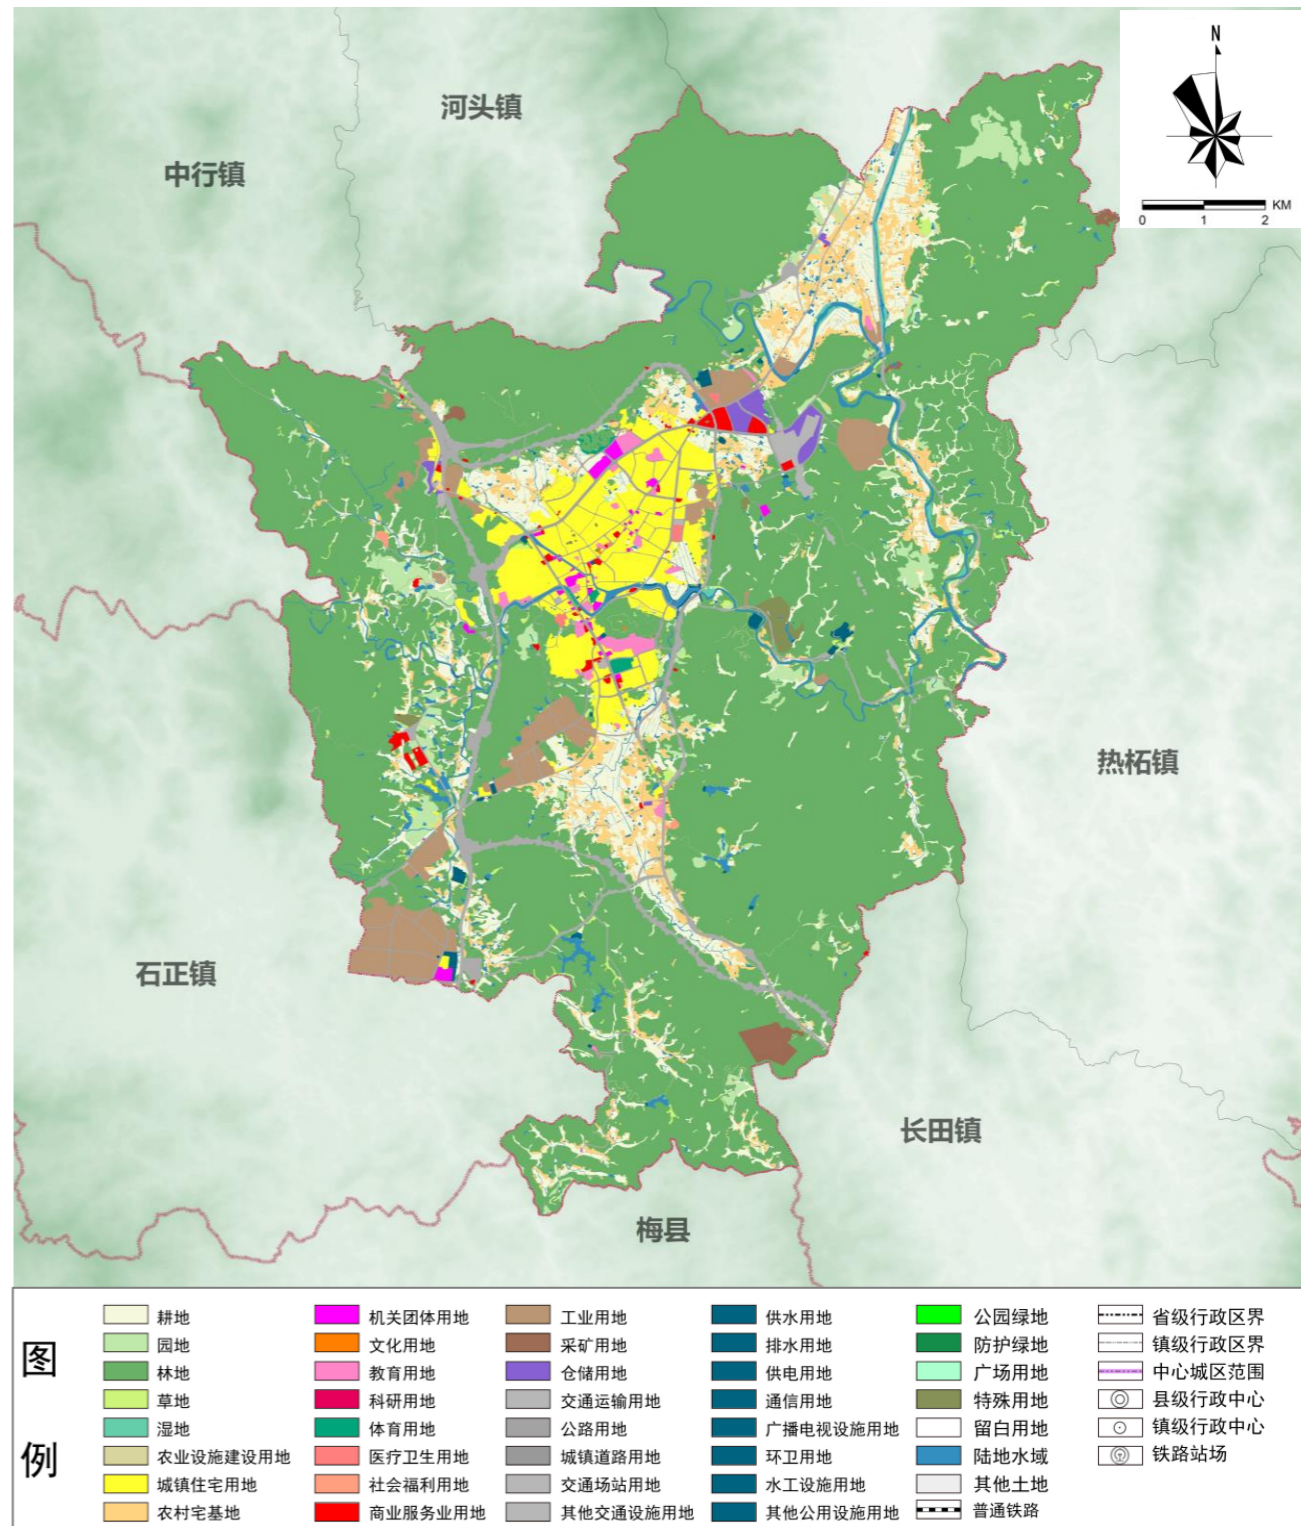 N
KM
0 1 2
河头镇
中行镇
热柘镇
石正镇
长田镇
梅县
图例
耕地
园地
林地
草地
湿地
农业设施建设用地
城镇住宅用地
农村宅基地
机关团体用地
文化用地
教育用地
科研用地
体育用地
医疗卫生用地
社会福利用地
商业服务业用地
工业用地
采矿用地
仓储用地
交通运输用地
公路用地
城镇道路用地
交通场站用地
其他交通设施用地
供水用地
排水用地
供电用地
通信用地
广播电视设施用地
环卫用地
水工设施用地
其他公用设施用地
公园绿地
防护绿地
广场用地
特殊用地
留白用地
陆地水域
其他土地
普通铁路
省级行政区界
镇级行政区界
中心城区范围
县级行政中心
镇级行政中心
铁路站场